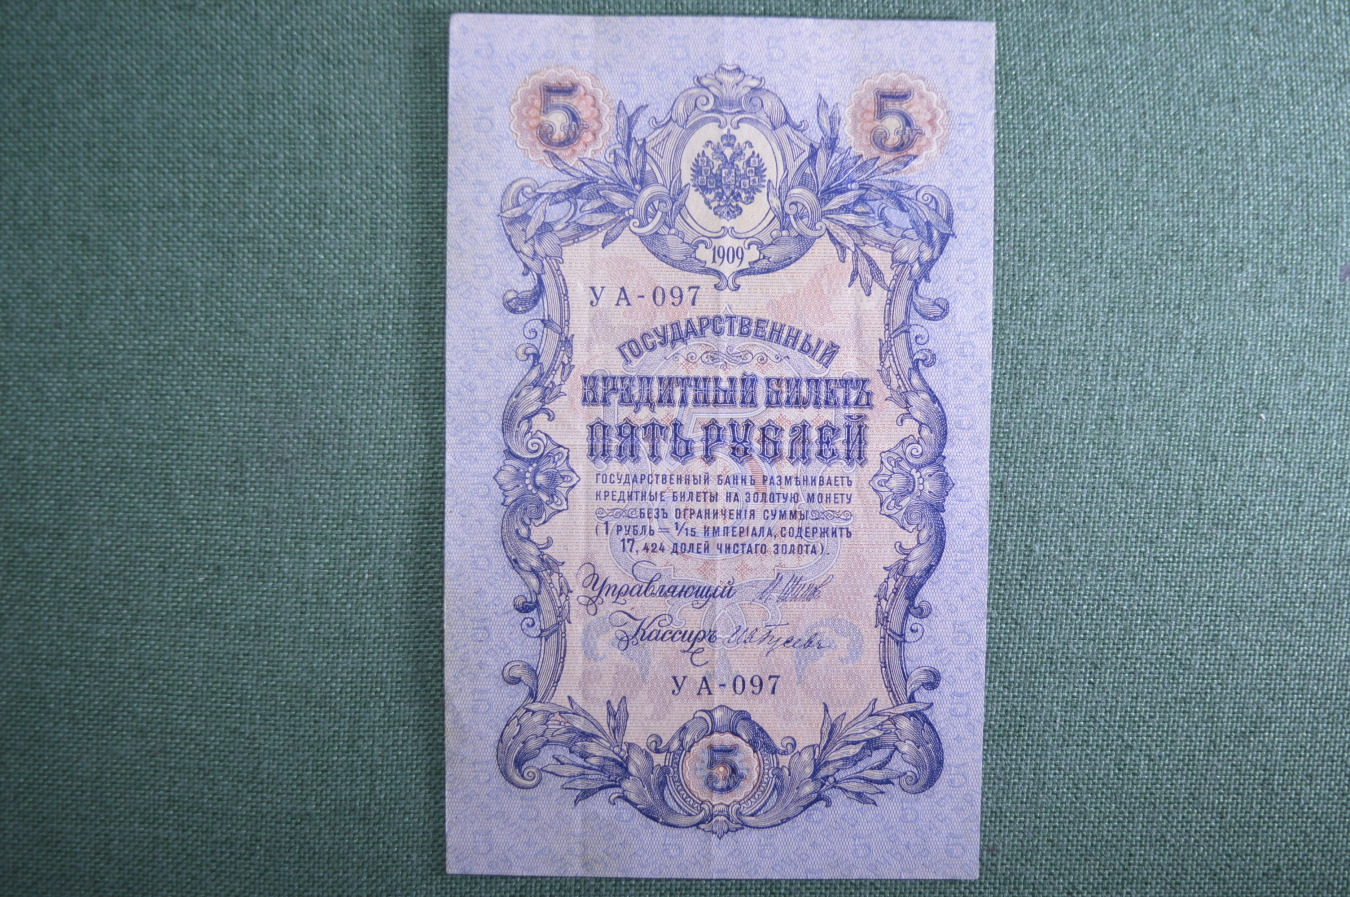 5 5
1909
УА-097
ГОСУДАРСТВЕННЫЙ
КРЕДИТНЫЙ БИЛЕТЪ
ПЯТЬ РУБЛЕЙ
ГОСУДАРСТВЕННЫЙ БАНКЪ РАЗМѢНИВАЕТЪ
КРЕДИТНЫЕ БИЛЕТЫ НА ЗОЛОТУЮ МОНЕТУ
БЕЗЪ ОГРАНИЧЕНІЯ СУММЫ
(1 РУБЛЬ = 1/15 ИМПЕРІАЛА, СОДЕРЖИТЪ
17,424 ДОЛЕЙ ЧИСТАГО ЗОЛОТА).
Управляющій
Кассиръ
УА-097
5